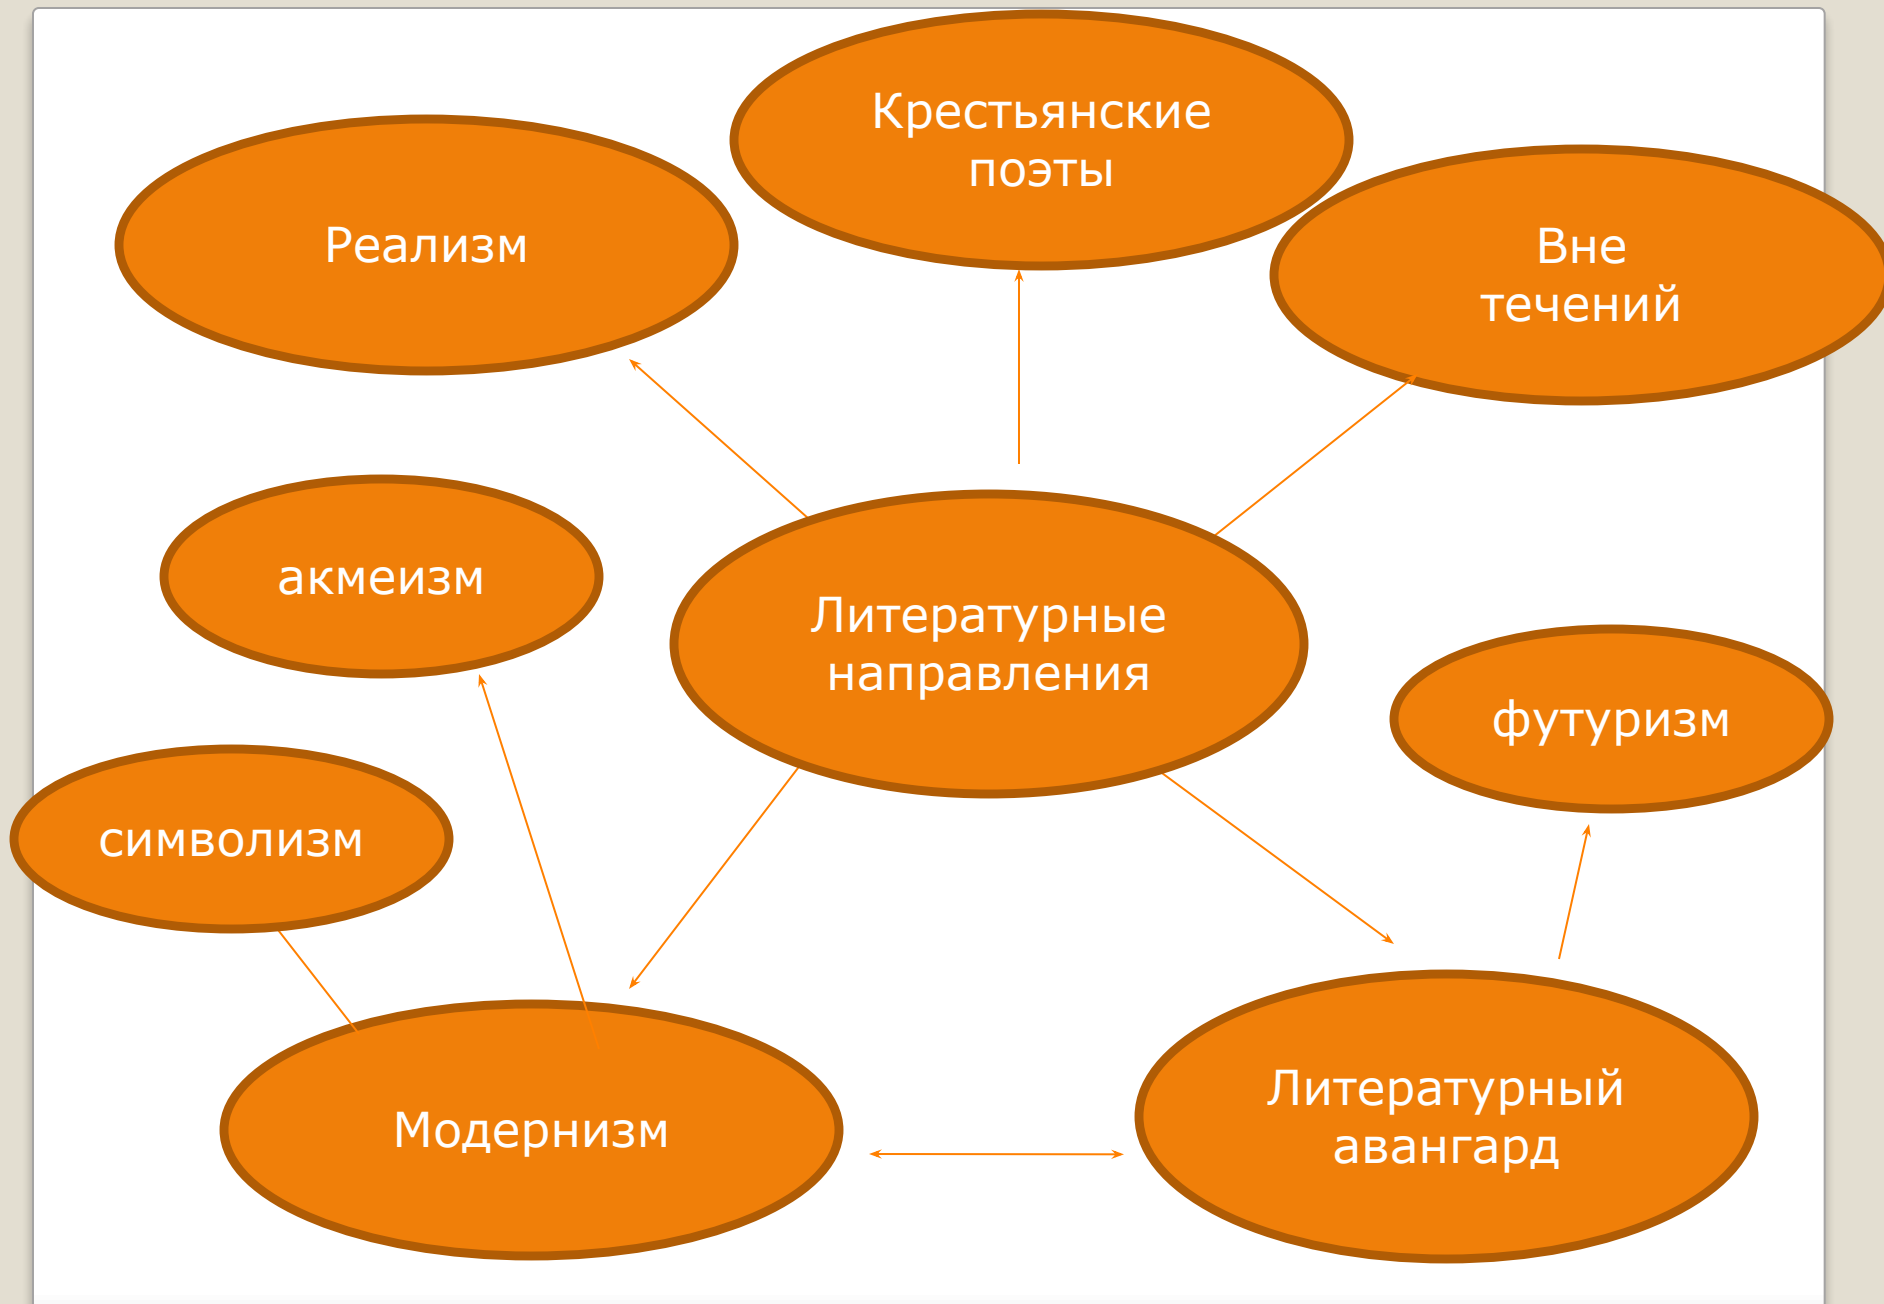 Крестьянские
поэты
Реализм
Вне
течений
акмеизм
Литературные
направления
футуризм
символизм
Модернизм
Литературный
авангард